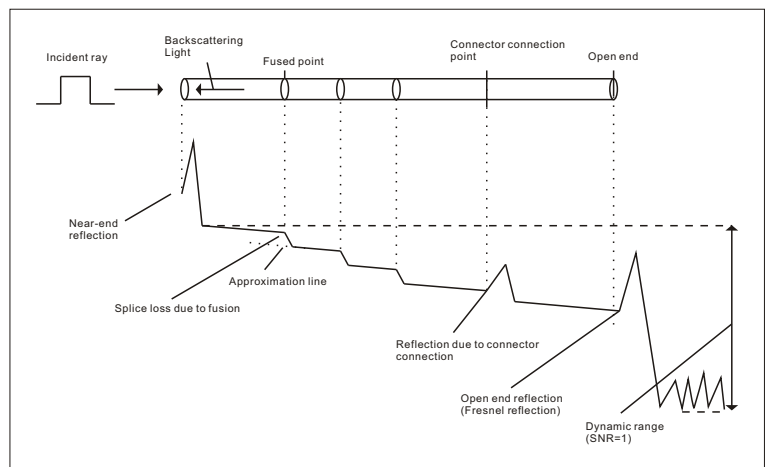 Backscattering
Light
Incident ray
Fused point
Connector connection
point
Open end
Near-end
reflection
Approximation line
Splice loss due to fusion
Reflection due to connector
connection
Open end reflection
(Fresnel reflection)
Dynamic range
(SNR=1)